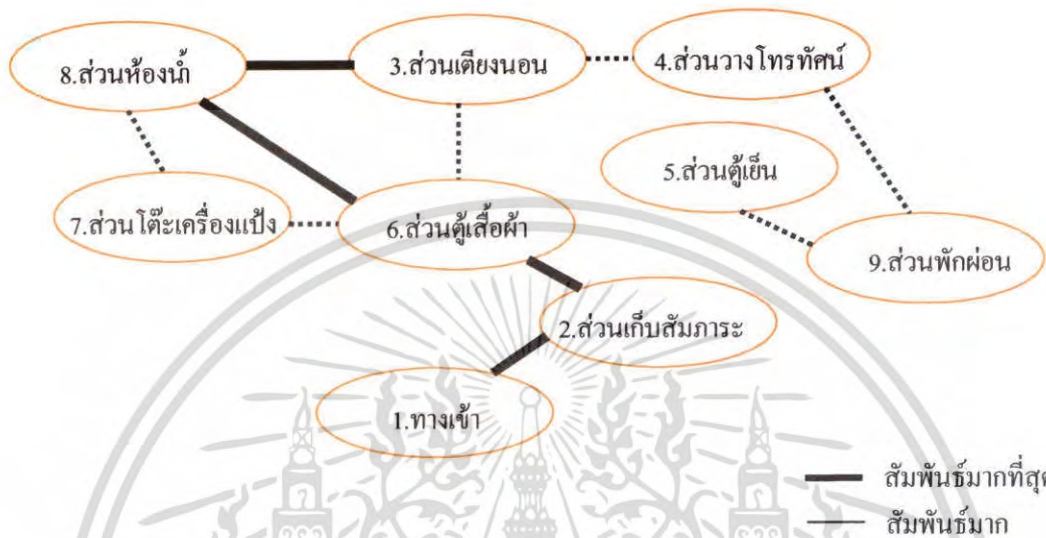 8.ส่วนห้องน้ำ
3.ส่วนเตียงนอน
4.ส่วนวางโทรทัศน์
5.ส่วนตู้เย็น
7.ส่วนโต๊ะเครื่องแป้ง
6.ส่วนตู้เสื้อผ้า
9.ส่วนพักผ่อน
2.ส่วนเก็บสัมภาระ
1.ทางเข้า
สัมพันธ์มากที่สุด
สัมพันธ์มาก